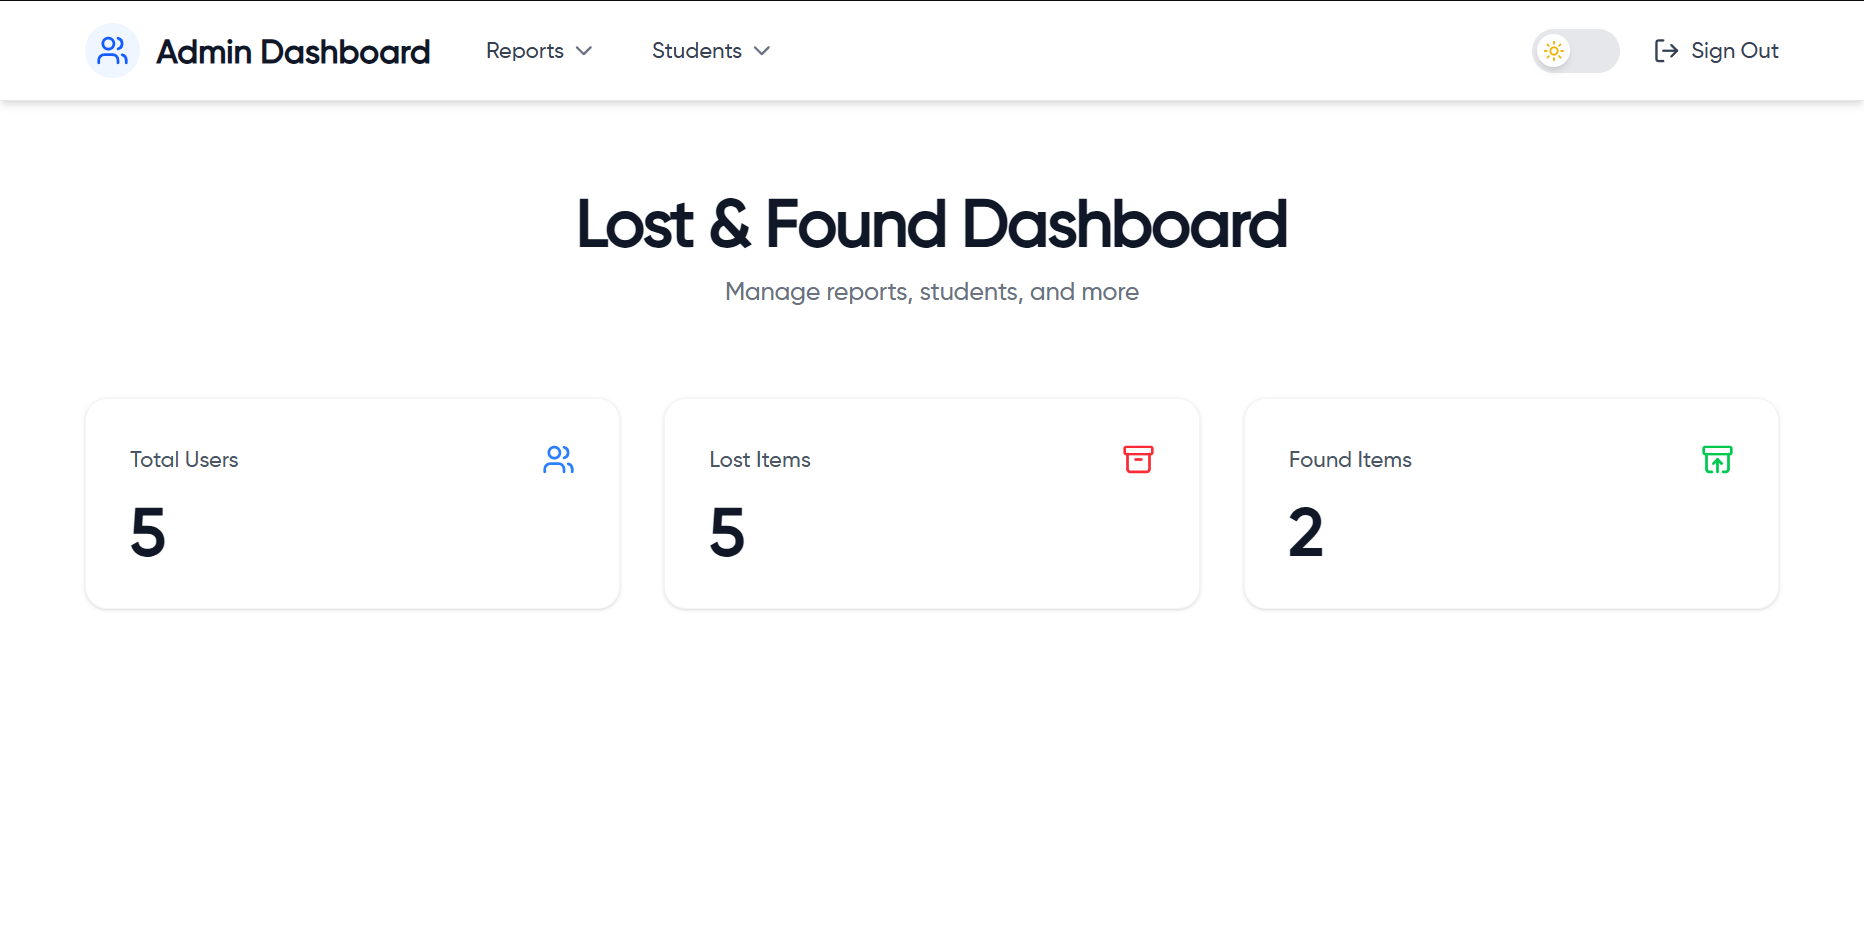 Admin Dashboard
Reports
Students
Sign Out
Lost & Found Dashboard
Manage reports, students, and more
Total Users
5
Lost Items
5
Found Items
2